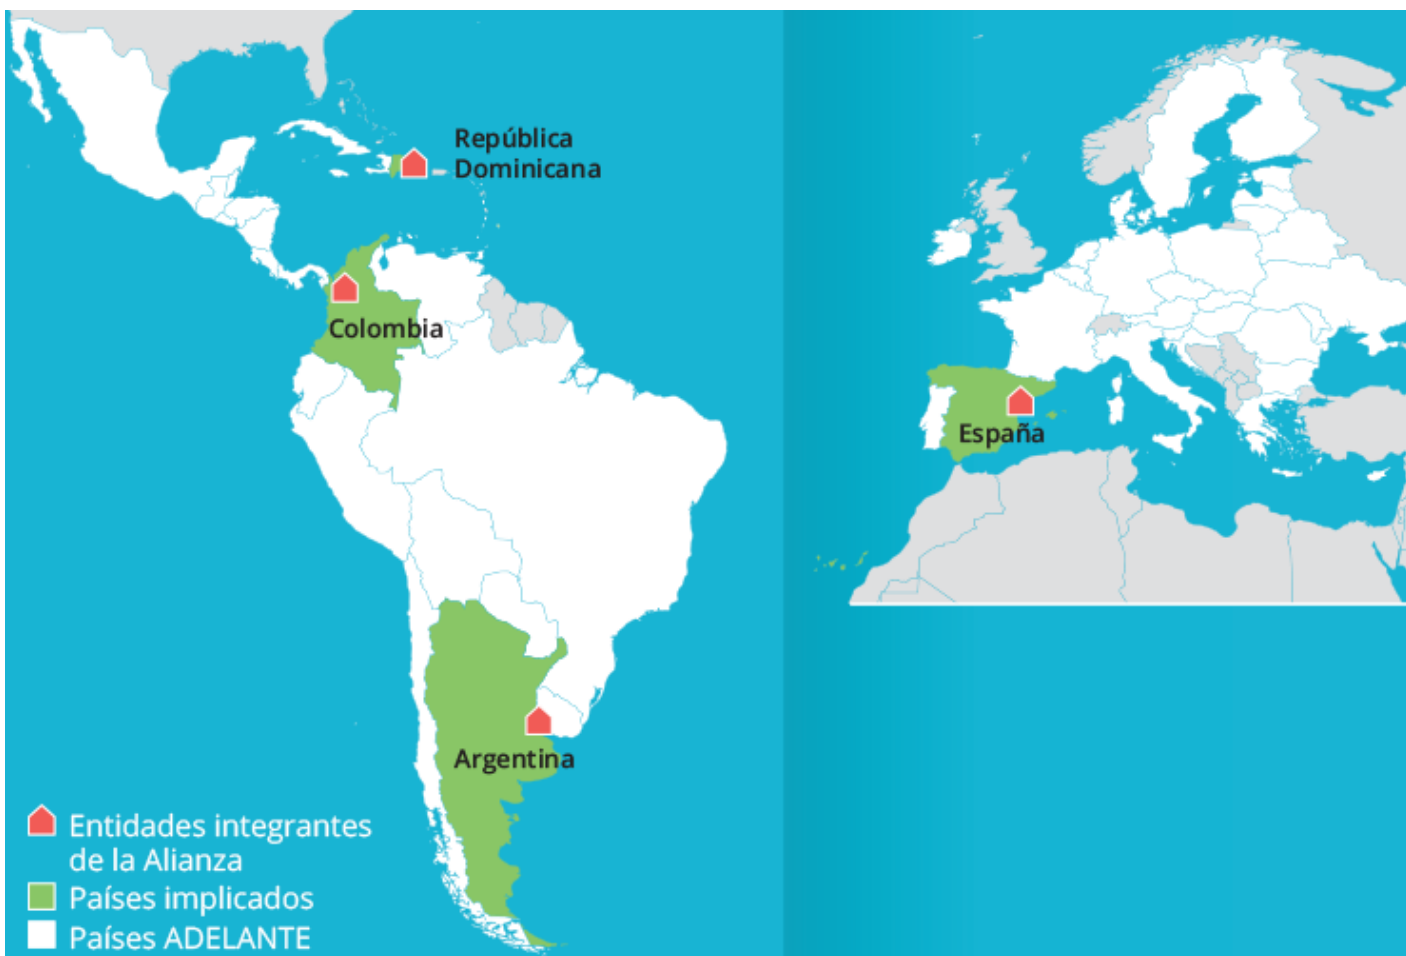 República
Dominicana
Colombia
España
Argentina
Entidades integrantes
de la Alianza
Países implicados
Países ADELANTE